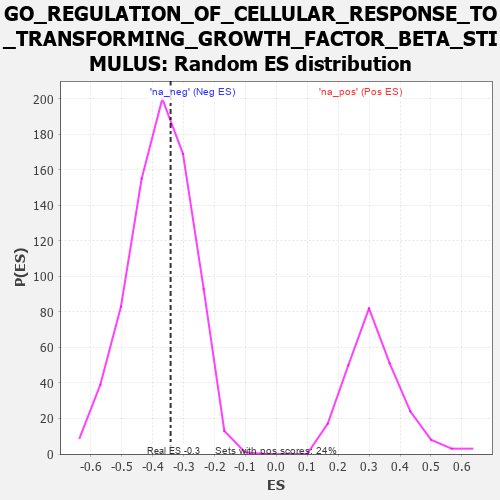 GO_REGULATION_OF_CELLULAR_RESPONSE_TO
_TRANSFORMING_GROWTH_FACTOR_BETA_STI
MULUS: Random ES distribution
'na_neg' (Neg ES) 'na_pos' (Pos ES)
200
180
160
140
120
100
80
60
40
20
0
P(ES)
Real ES -0.3 Sets with pos scores: 24%
-0.6 -0.5 -0.4 -0.3 -0.2 -0.1 0.0 0.1 0.2 0.3 0.4 0.5 0.6
ES